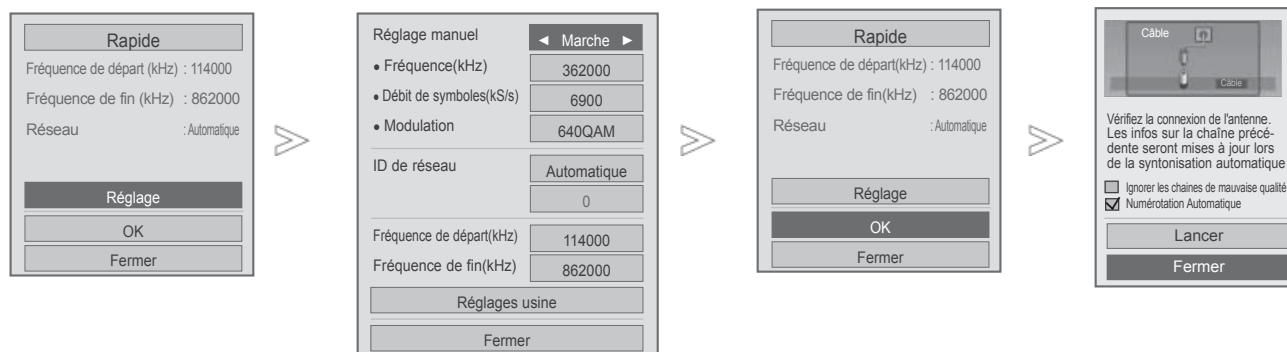 Rapide
Fréquence de départ (kHz) : 114000
Fréquence de fin (kHz) : 862000
Réseau : Automatique
Réglage
OK
Fermer
Réglage manuel ◄ Marche ►
• Fréquence(kHz) 362000
• Débit de symboles(kS/s) 6900
• Modulation 640QAM
ID de réseau Automatique
0
Fréquence de départ(kHz) 114000
Fréquence de fin(kHz) 862000
Réglages usine
Fermer
Rapide
Fréquence de départ(kHz) : 114000
Fréquence de fin(kHz) : 862000
Réseau : Automatique
Réglage
OK
Fermer
Câble
Câble
Vérifiez la connexion de l'antenne.
Les infos sur la chaîne précé-
dente seront mises à jour lors
de la syntonisation automatique
Ignorer les chaines de mauvaise qualité
Numérotation Automatique
Lancer
Fermer